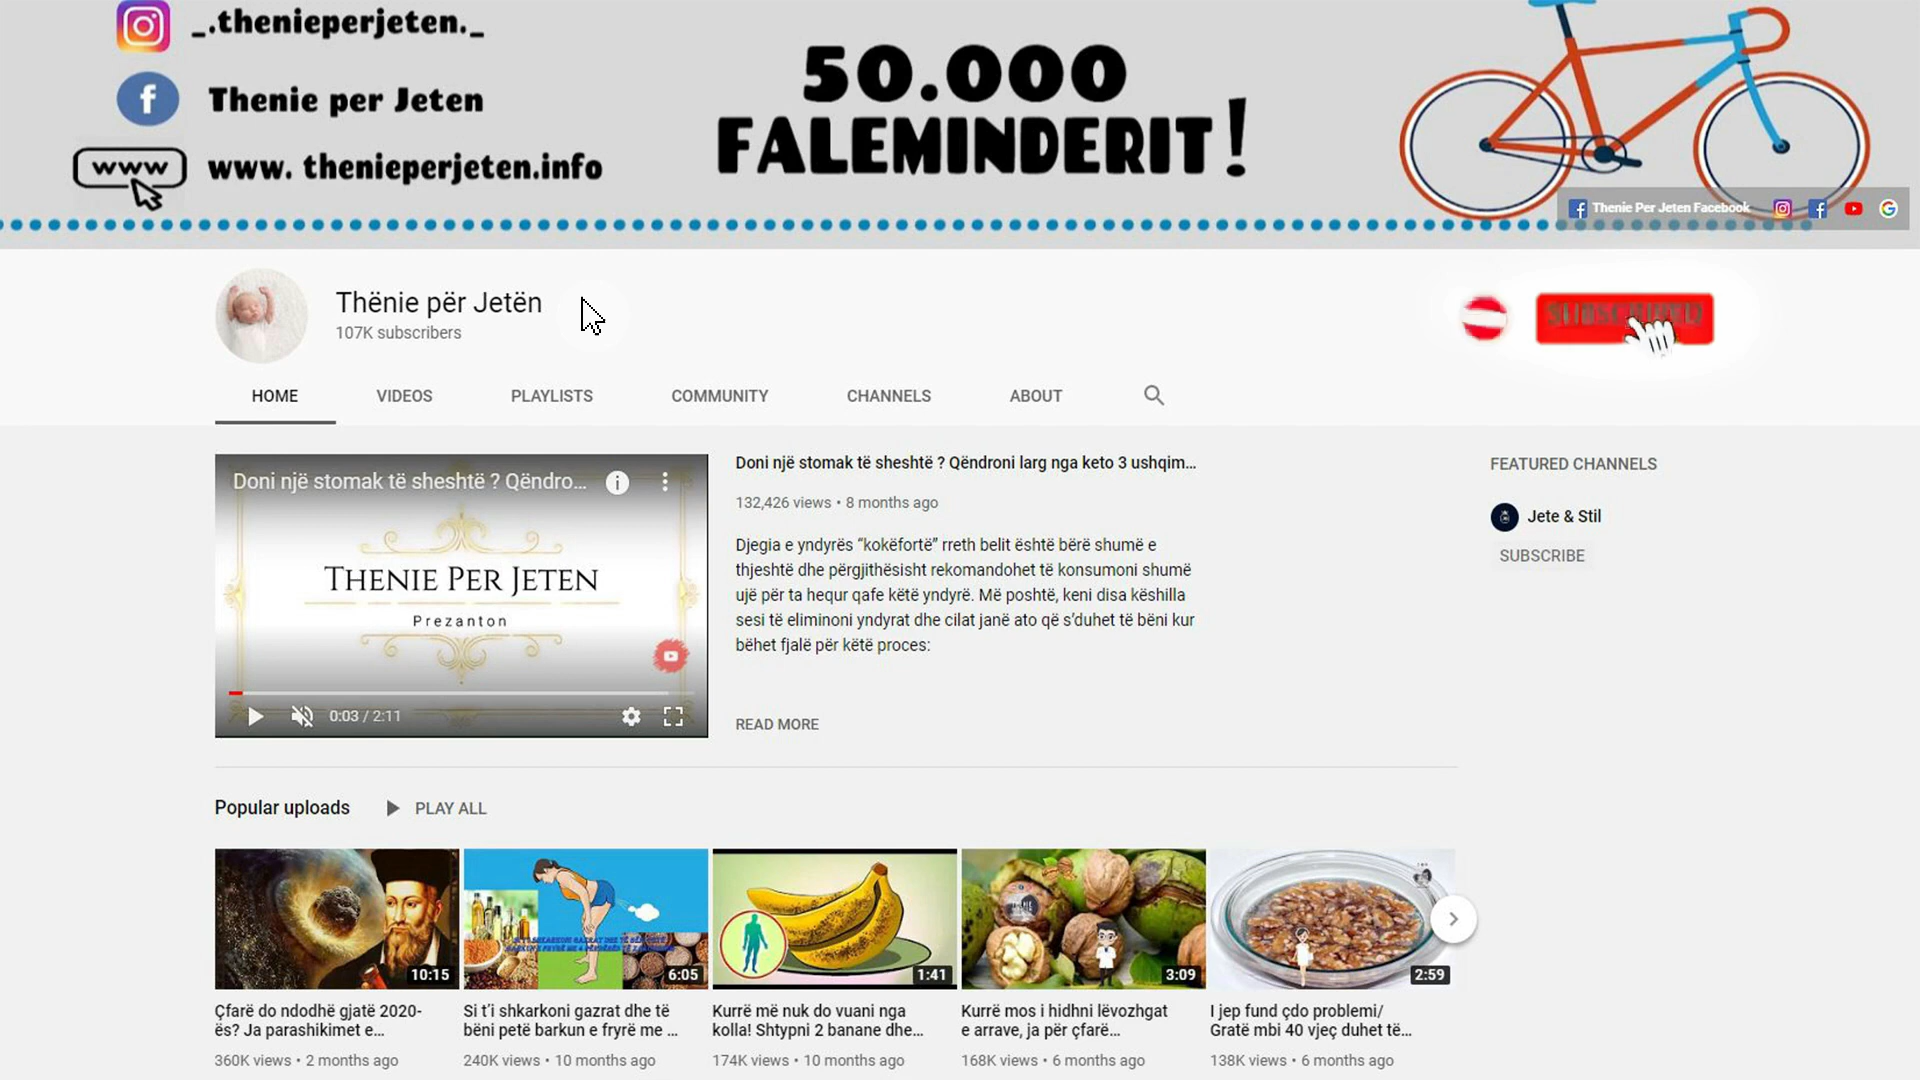 _.thenieperjeten._
Thenie per Jeten
www
www. thenieperjeten.info
50.000
FALEMINDERIT!
Thenie Per Jeten Facebook
Thënie për Jetën
107K subscribers
HOME
VIDEOS
PLAYLISTS
COMMUNITY
CHANNELS
ABOUT
Doni një stomak të sheshtë ? Qëndro...
THENIE PER JETEN
Prezanton
0:03 / 2:11
Doni një stomak të sheshtë ? Qëndroni larg nga keto 3 ushqim...
132,426 views • 8 months ago
Djegia e yndyrës “kokëfortë” rreth belit është bërë shumë e
thjeshtë dhe përgjithësisht rekomandohet të konsumoni shumë
ujë për ta hequr qafe këtë yndyrë. Më poshtë, keni disa këshilla
sesi të eliminoni yndyrat dhe cilat janë ato që s’duhet të bëni kur
bëhet fjalë për këtë proces:
READ MORE
FEATURED CHANNELS
Jete & Stil
SUBSCRIBE
Popular uploads
PLAY ALL
10:15
6:05
1:41
3:09
2:59
Çfarë do ndodhë gjatë 2020-
ës? Ja parashikimet e...
360K views • 2 months ago
Si t’i shkarkoni gazrat dhe të
bëni petë barkun e fryrë me ...
240K views • 10 months ago
Kurrë më nuk do vuani nga
kolla! Shtypni 2 banane dhe...
174K views • 10 months ago
Kurrë mos i hidhni lëvozhgat
e arrave, ja për çfarë...
168K views • 6 months ago
I jep fund çdo problemi/
Gratë mbi 40 vjeç duhet të...
138K views • 6 months ago